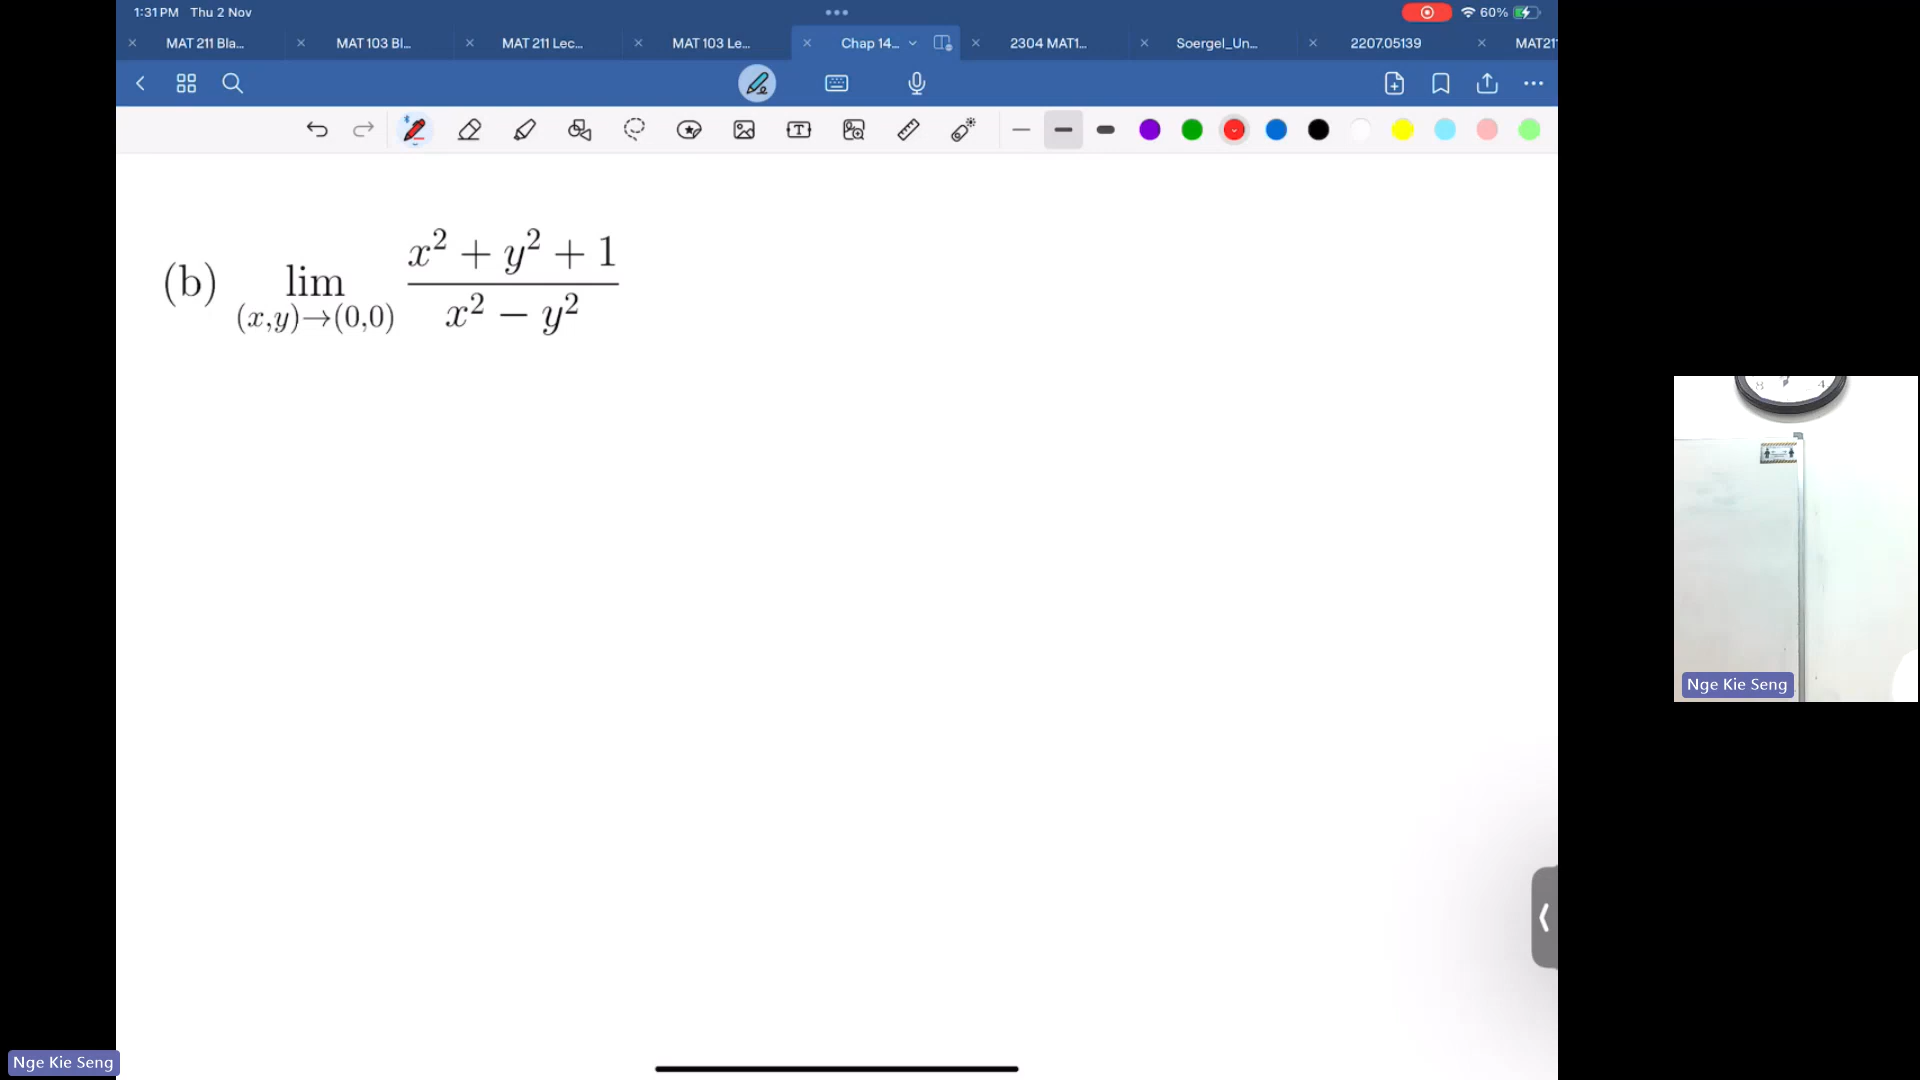 1:31 PM Thu 2 Nov
60%
MAT 211 Bla... MAT 103 Bl... MAT 211 Lec... MAT 103 Le... Chap 14... 2304 MAT1... Soergel_Un... 2207.05139 MAT21
(b) lim (x,y)→(0,0) (x² + y² + 1)/(x² − y²)
8 4
Nge Kie Seng
Nge Kie Seng